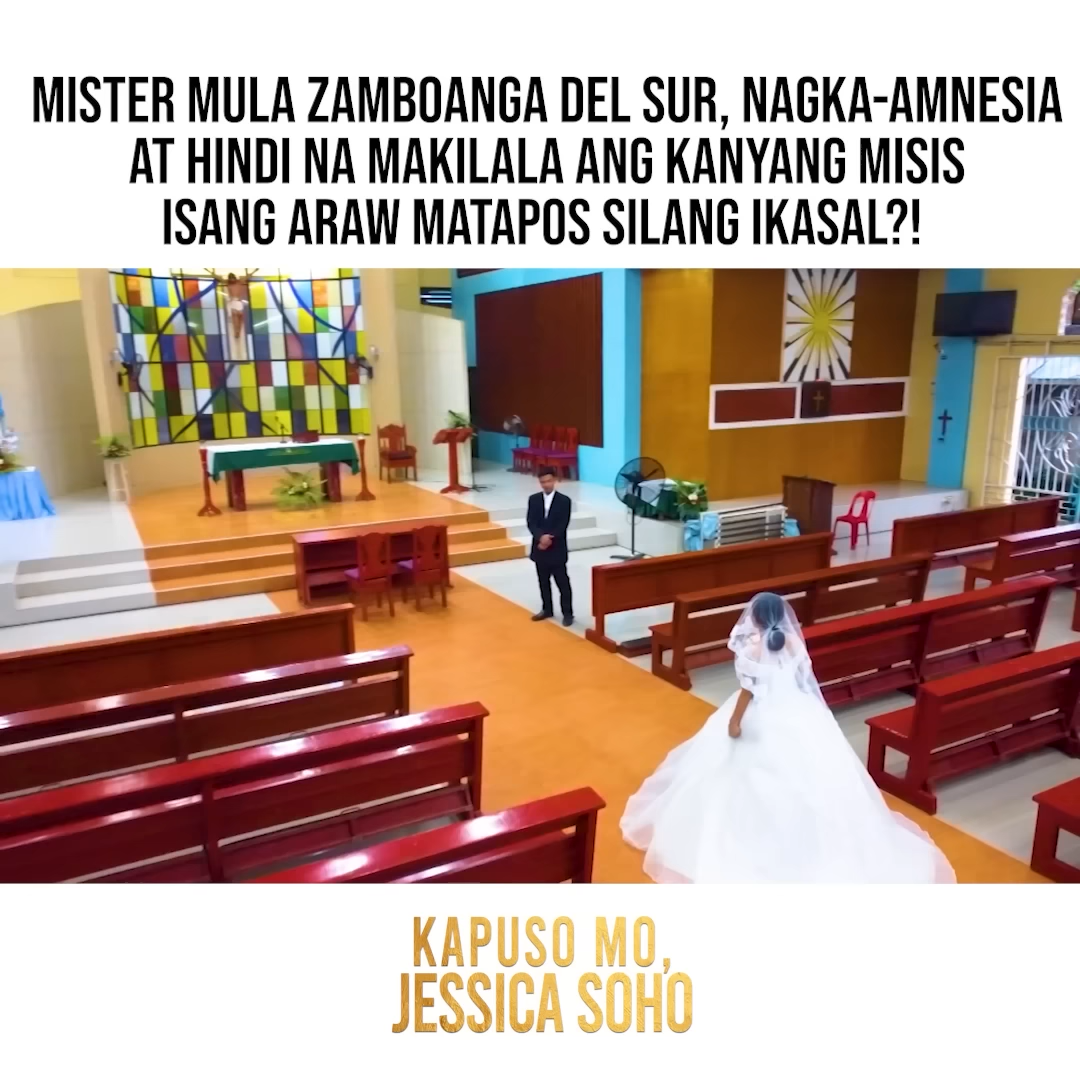 MISTER MULA ZAMBOANGA DEL SUR, NAGKA-AMNESIA
AT HINDI NA MAKILALA ANG KANYANG MISIS
ISANG ARAW MATAPOS SILANG IKASAL?!
KAPUSO MO,
JESSICA SOHO